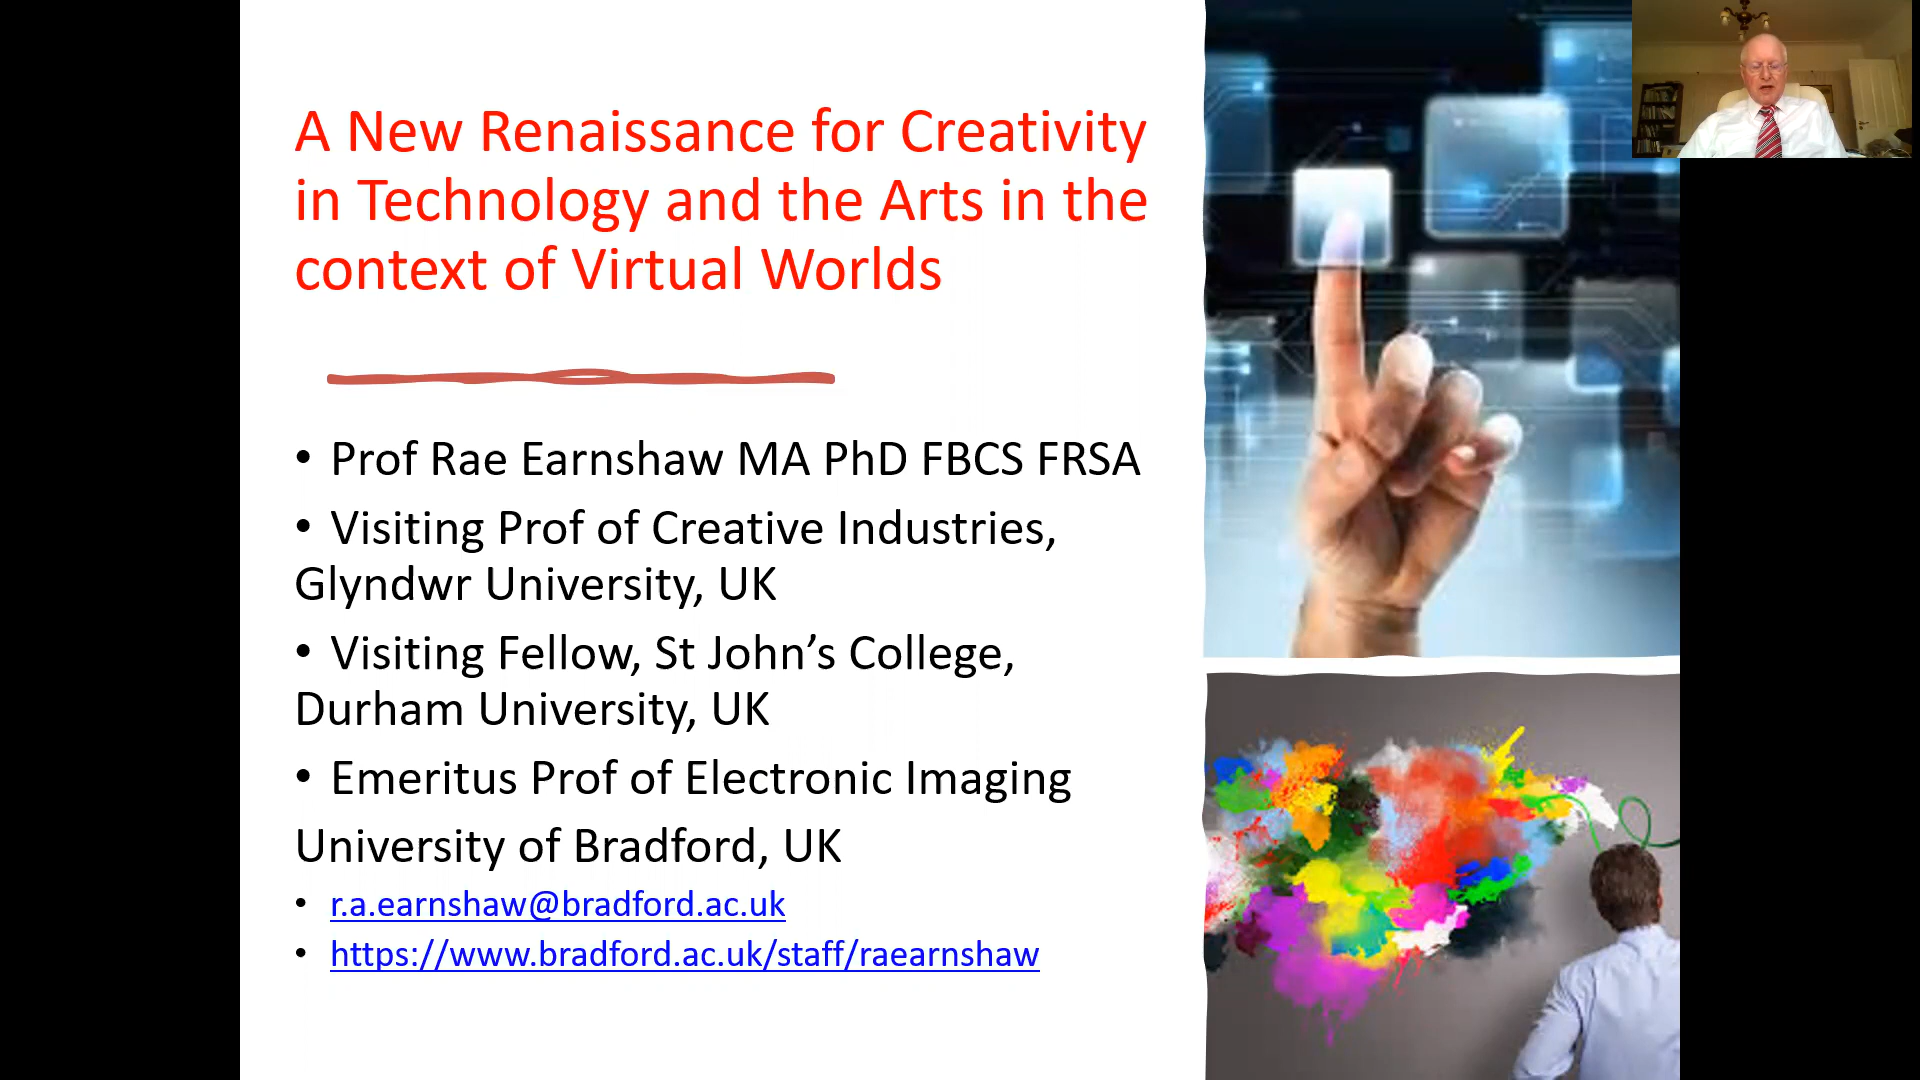 A New Renaissance for Creativity
in Technology and the Arts in the
context of Virtual Worlds
• Prof Rae Earnshaw MA PhD FBCS FRSA
• Visiting Prof of Creative Industries,
Glyndwr University, UK
• Visiting Fellow, St John’s College,
Durham University, UK
• Emeritus Prof of Electronic Imaging
University of Bradford, UK
• r.a.earnshaw@bradford.ac.uk
• https://www.bradford.ac.uk/staff/raearnshaw